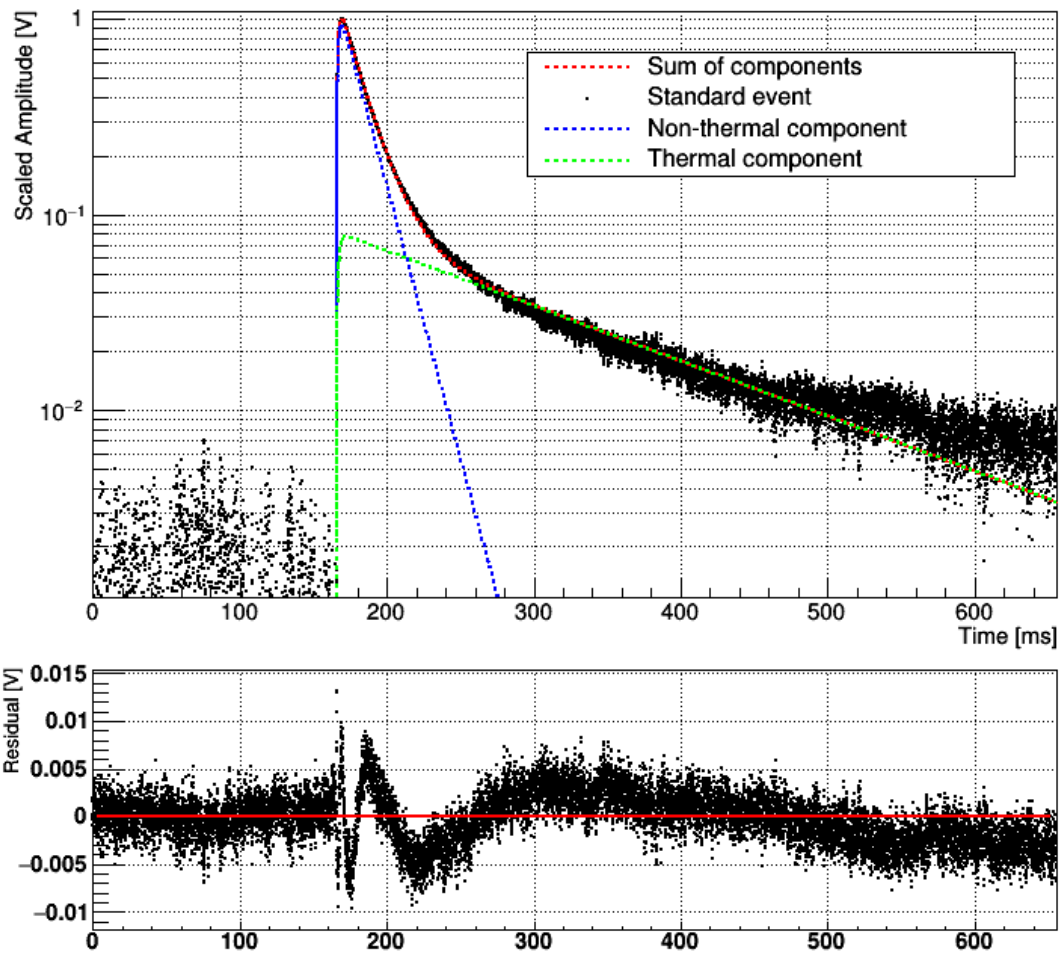 Scaled Amplitude [V]
1
10⁻¹
10⁻²
Sum of components
Standard event
Non-thermal component
Thermal component
0 100 200 300 400 500 600
Time [ms]
Residual [V]
0.015
0.01
0.005
0
−0.005
−0.01
0 100 200 300 400 500 600